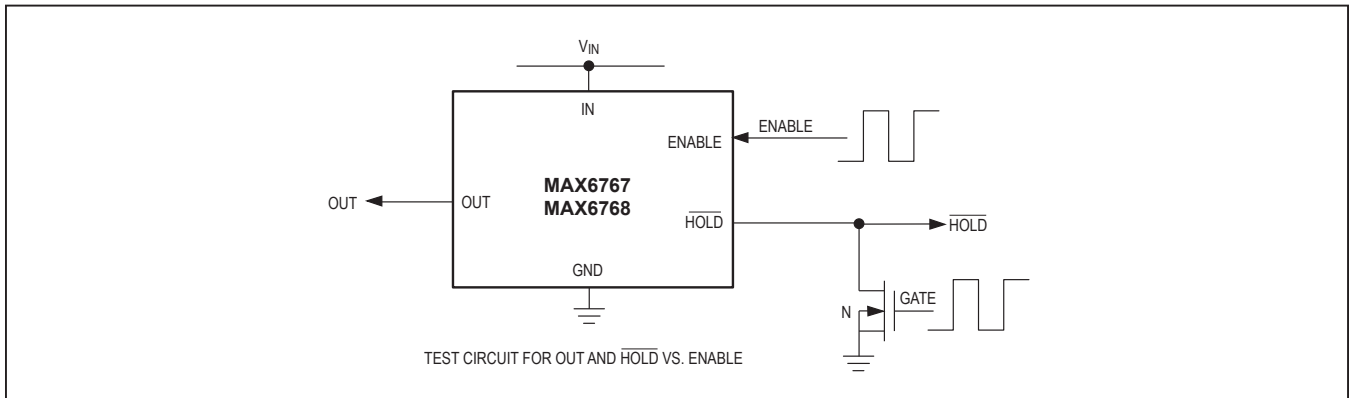 VIN
IN
ENABLE
ENABLE
MAX6767
MAX6768
OUT
OUT
HOLD
HOLD
GND
GATE
N
TEST CIRCUIT FOR OUT AND HOLD VS. ENABLE